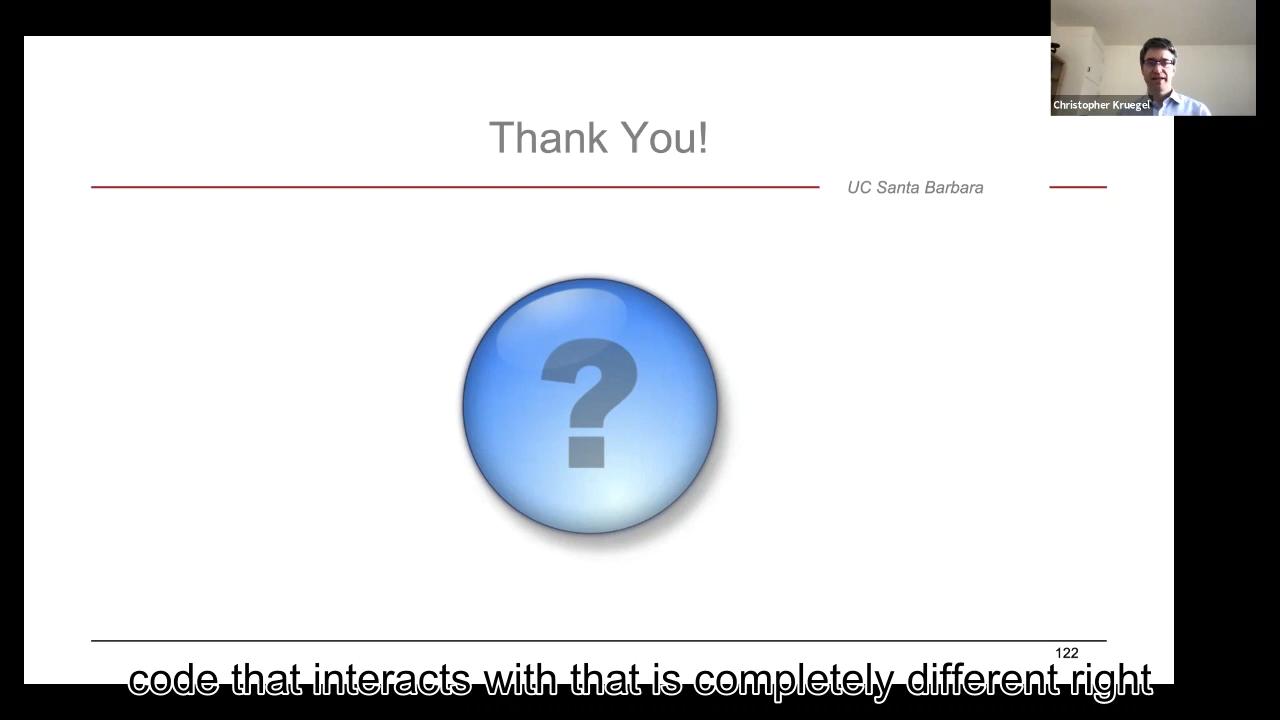 Christopher Kruegel
Thank You!
UC Santa Barbara
?
122
code that interacts with that is completely different right